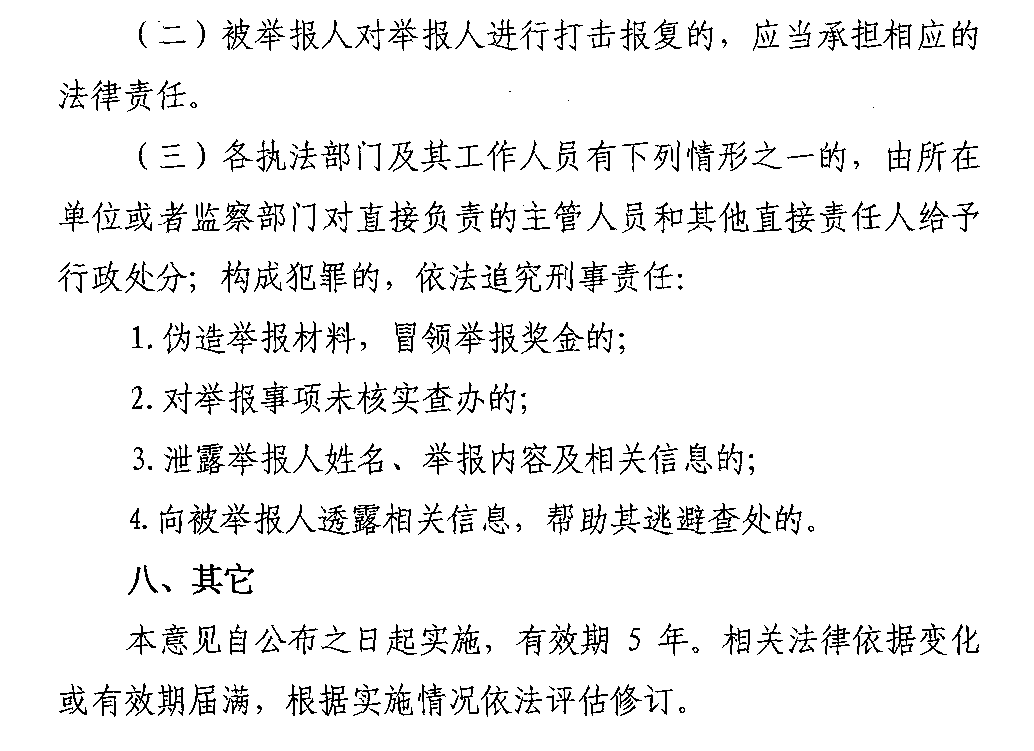 （二）被举报人对举报人进行打击报复的，应当承担相应的
法律责任。
（三）各执法部门及其工作人员有下列情形之一的，由所在
单位或者监察部门对直接负责的主管人员和其他直接责任人给予
行政处分；构成犯罪的，依法追究刑事责任：
1.伪造举报材料，冒领举报奖金的；
2.对举报事项未核实查办的；
3.泄露举报人姓名、举报内容及相关信息的；
4.向被举报人透露相关信息，帮助其逃避查处的。
八、其它
本意见自公布之日起实施，有效期 5 年。相关法律依据变化
或有效期届满，根据实施情况依法评估修订。